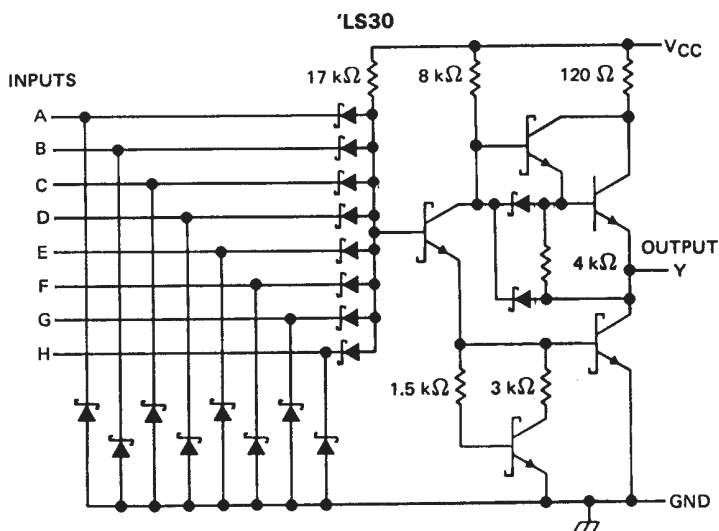 'LS30
VCC
17 kΩ
8 kΩ
120 Ω
INPUTS
A
B
C
D
E
F
G
H
OUTPUT
4 kΩ
Y
1.5 kΩ
3 kΩ
GND